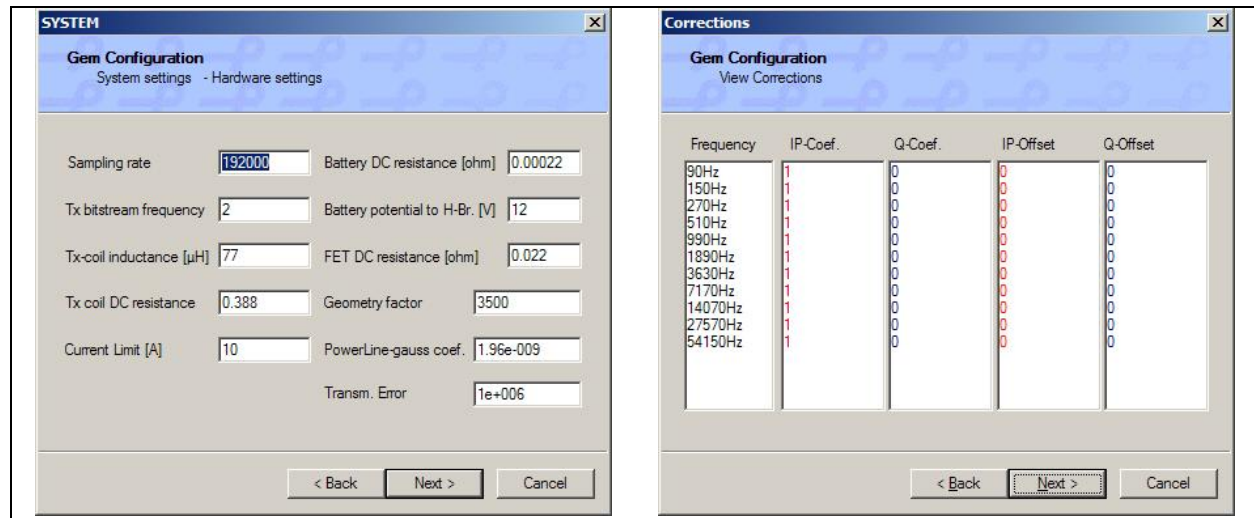 SYSTEM
Gem Configuration
System settings - Hardware settings
Sampling rate 192000 Battery DC resistance [ohm] 0.00022
Tx bitstream frequency 2 Battery potential to H-Br. [V] 12
Tx-coil inductance [µH] 77 FET DC resistance [ohm] 0.022
Tx coil DC resistance 0.388 Geometry factor 3500
Current Limit [A] 10 PowerLine-gauss coef. 1.96e-009
Transm. Error 1e+006
< Back Next > Cancel
Corrections
Gem Configuration
View Corrections
Frequency IP-Coef. Q-Coef. IP-Offset Q-Offset
90Hz 1 0 0 0
150Hz 1 0 0 0
270Hz 1 0 0 0
510Hz 1 0 0 0
990Hz 1 0 0 0
1890Hz 1 0 0 0
3630Hz 1 0 0 0
7170Hz 1 0 0 0
14070Hz 1 0 0 0
27570Hz 1 0 0 0
54150Hz 1 0 0 0
< Back Next > Cancel